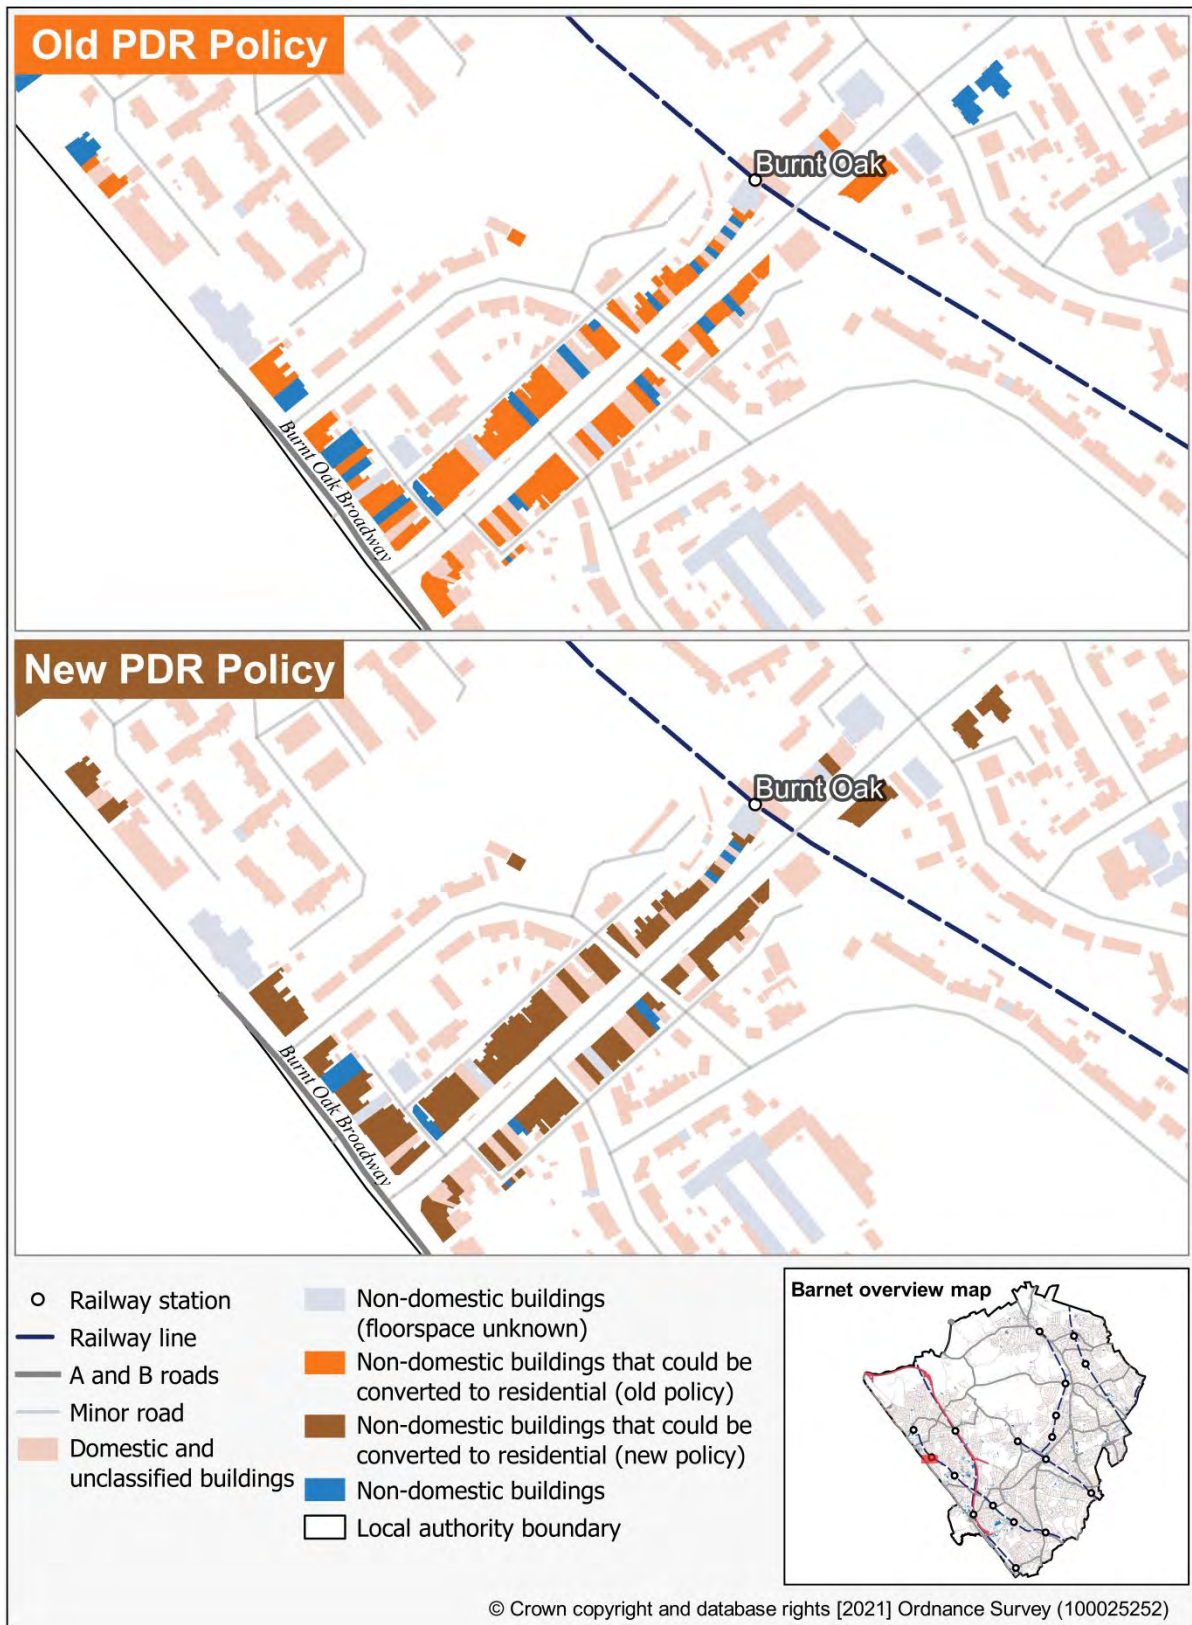 Old PDR Policy
Burnt Oak
Burnt Oak Broadway
New PDR Policy
Burnt Oak
Burnt Oak Broadway
Railway station
Railway line
A and B roads
Minor road
Domestic and
unclassified buildings
Non-domestic buildings
(floorspace unknown)
Non-domestic buildings that could be
converted to residential (old policy)
Non-domestic buildings that could be
converted to residential (new policy)
Non-domestic buildings
Local authority boundary
Barnet overview map
© Crown copyright and database rights [2021] Ordnance Survey (100025252)